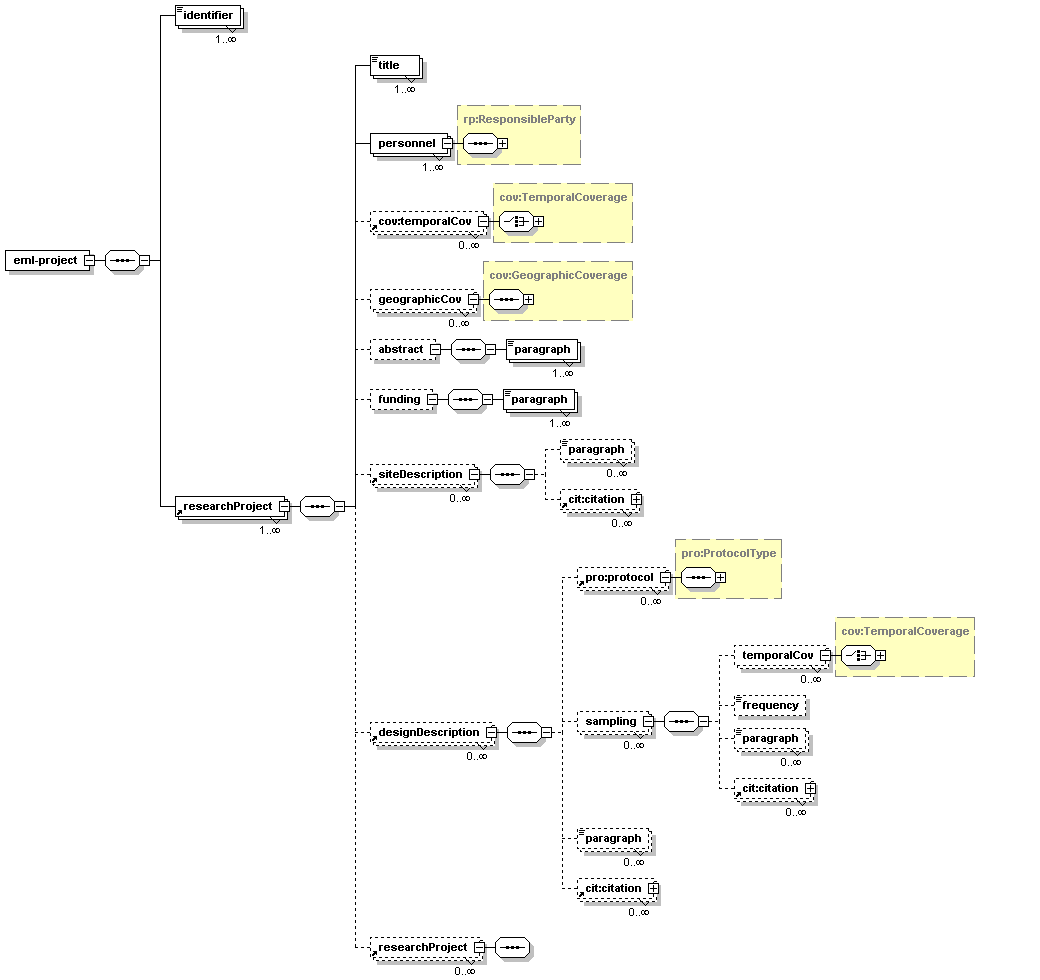 identifier
1..∞
title
1..∞
rp:ResponsibleParty
personnel
1..∞
cov:TemporalCoverage
cov:temporalCov
0..∞
eml-project
cov:GeographicCoverage
geographicCov
0..∞
abstract
paragraph
1..∞
funding
paragraph
1..∞
paragraph
0..∞
siteDescription
0..∞
cit:citation
0..∞
researchProject
1..∞
pro:ProtocolType
pro:protocol
0..∞
cov:TemporalCoverage
temporalCov
0..∞
frequency
sampling
0..∞
paragraph
0..∞
designDescription
0..∞
cit:citation
0..∞
paragraph
0..∞
cit:citation
0..∞
researchProject
0..∞